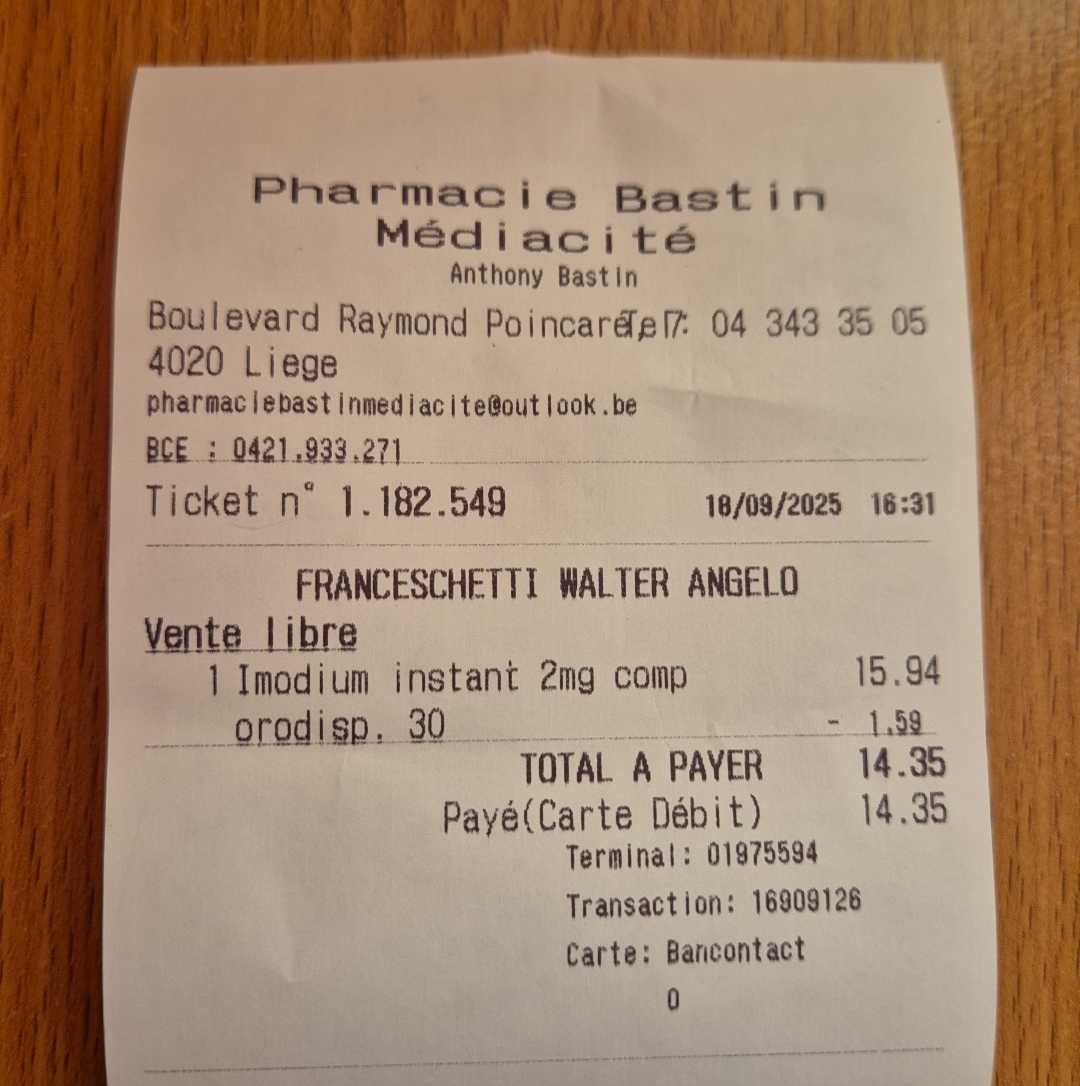 Pharmacie Bastin
Médiacité
Anthony Bastin
Boulevard Raymond Poincaré, 7 Tel: 04 343 35 05
4020 Liege
pharmaciebastinmediacite@outlook.be
BCE : 0421.933.271
Ticket n° 1.182.549 18/09/2025 16:31
FRANCESCHETTI WALTER ANGELO
Vente libre
1 Imodium instant 2mg comp 15.94
orodisp. 30 - 1.59
TOTAL A PAYER 14.35
Payé(Carte Débit) 14.35
Terminal: 01975594
Transaction: 16909126
Carte: Bancontact
0